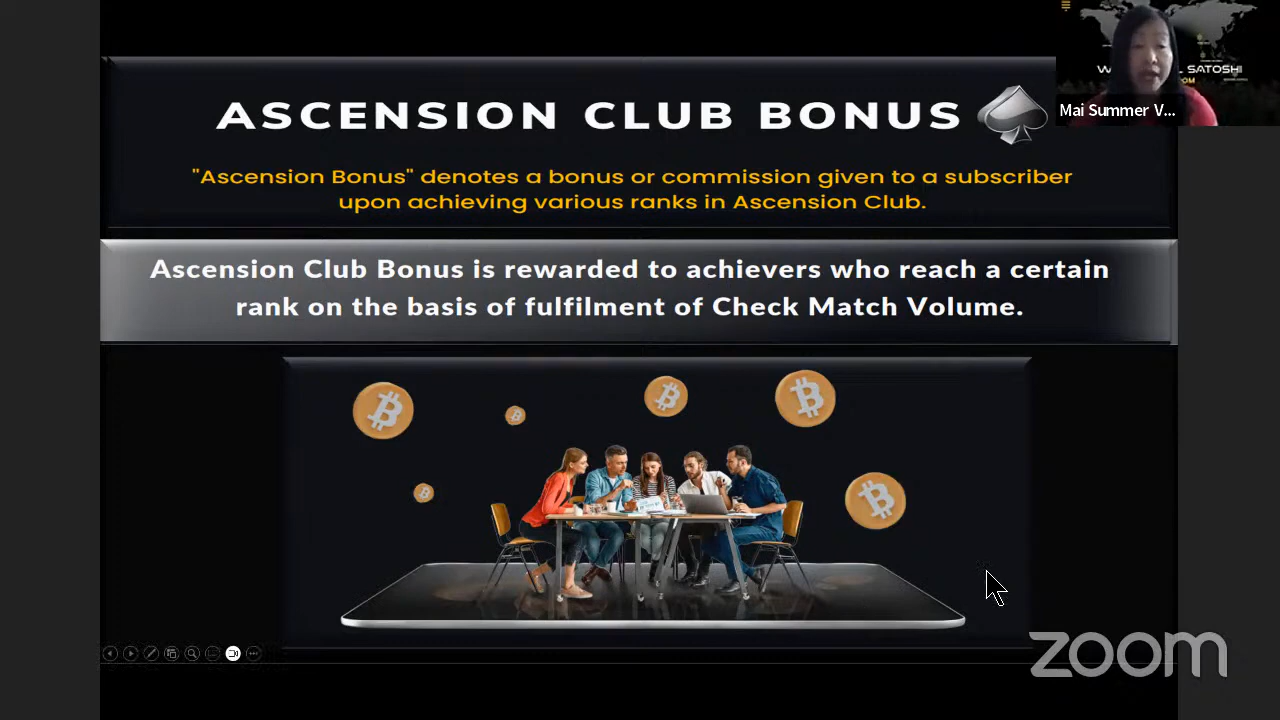 ASCENSION CLUB BONUS
"Ascension Bonus" denotes a bonus or commission given to a subscriber
upon achieving various ranks in Ascension Club.
Ascension Club Bonus is rewarded to achievers who reach a certain
rank on the basis of fulfilment of Check Match Volume.
SATOSHI
Mai Summer V...
zoom